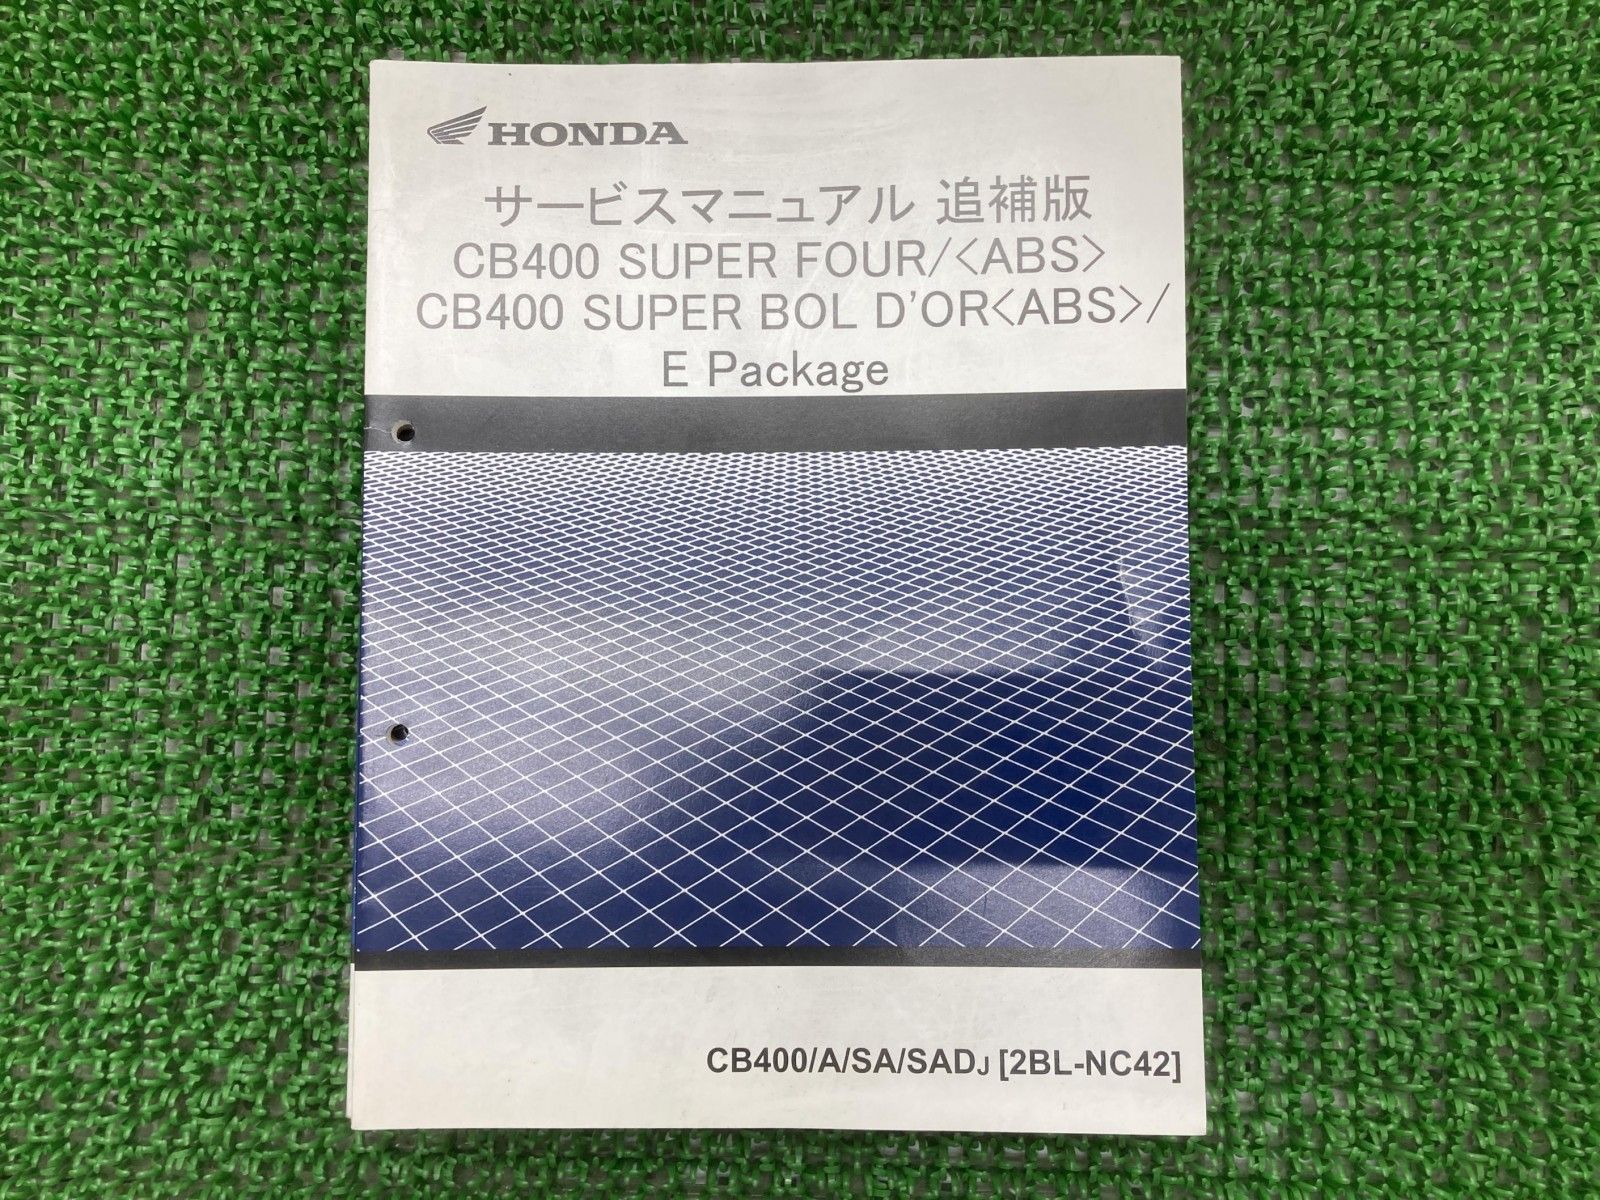 HONDA
サービスマニュアル 追補版
CB400 SUPER FOUR/<ABS>
CB400 SUPER BOL D'OR<ABS>/
E Package
CB400/A/SA/SADJ [2BL-NC42]